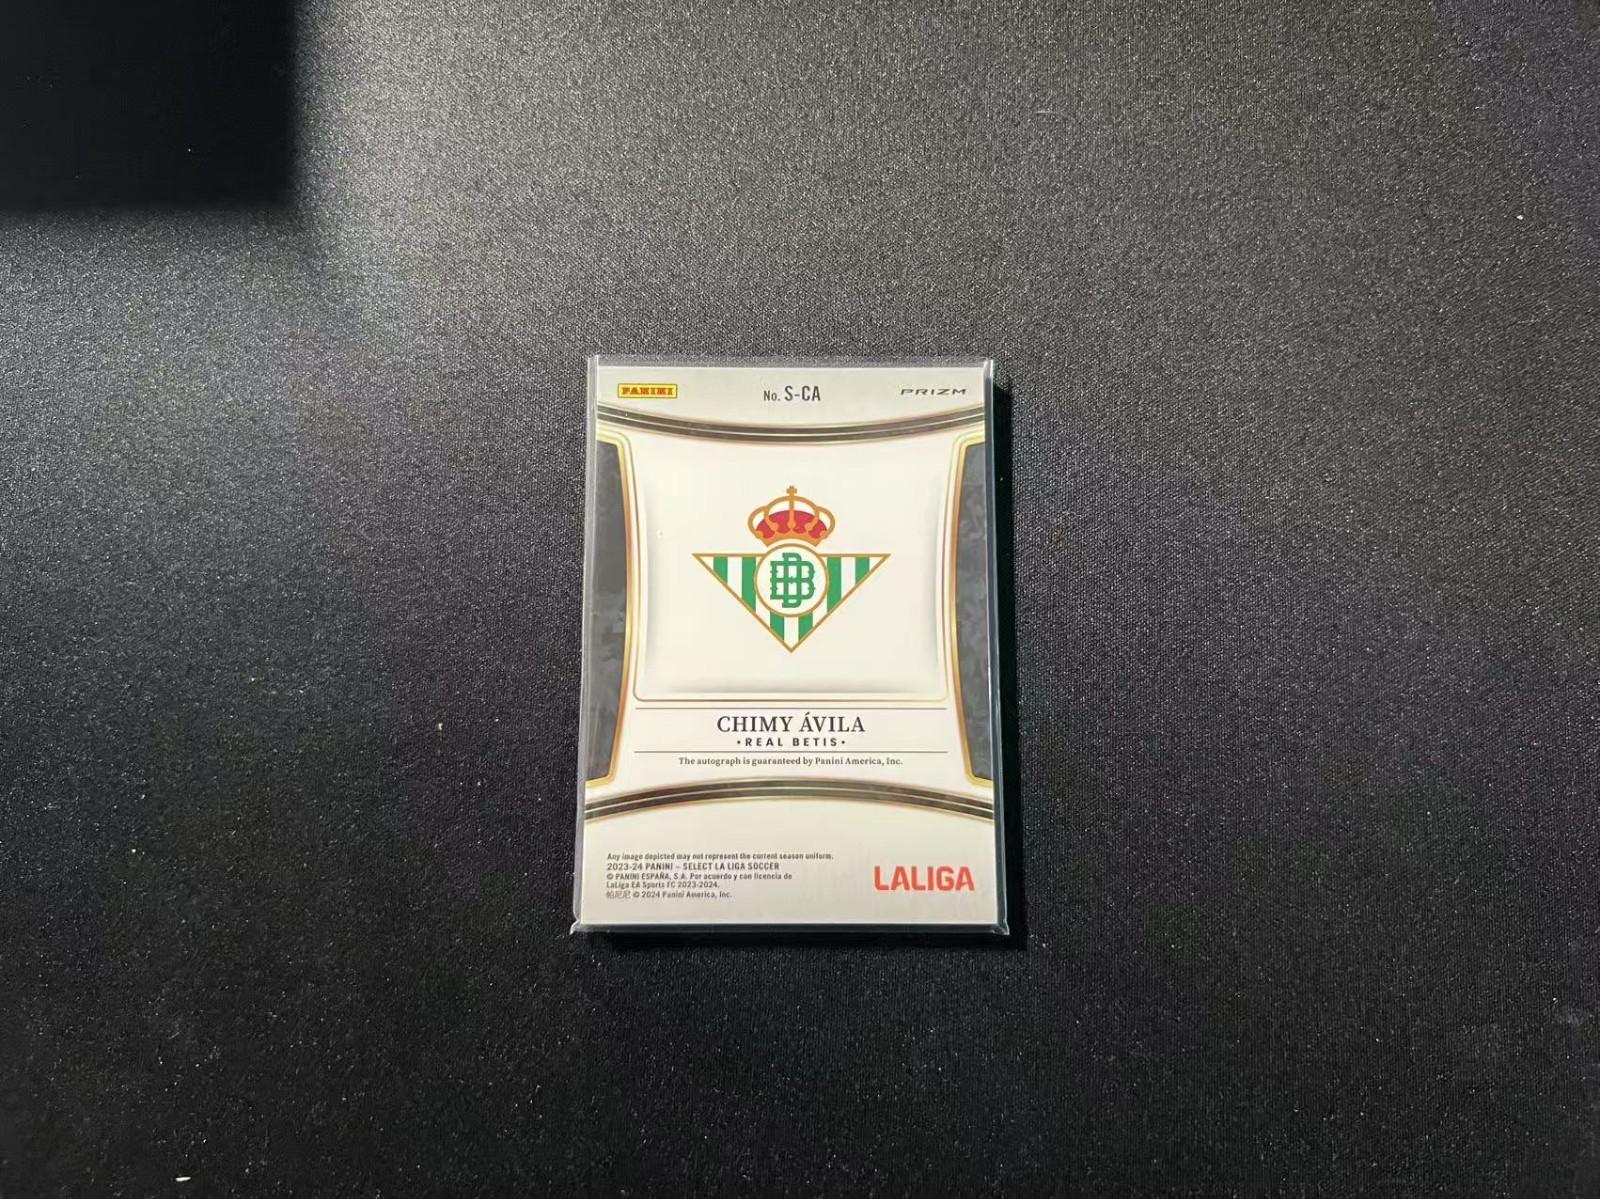 PANINI
No. S-CA
PRIZM
BB
CHIMY ÁVILA
•REAL BETIS•
The autograph is guaranteed by Panini America, Inc.
Any image depicted may not represent the current season uniform.
2023-24 PANINI – SELECT LA LIGA SOCCER
© PANINI ESPAÑA, S.A. Por acuerdo y con licencia de
LaLiga EA Sports FC 2023-2024.
帕尼尼 © 2024 Panini America, Inc.
LALIGA